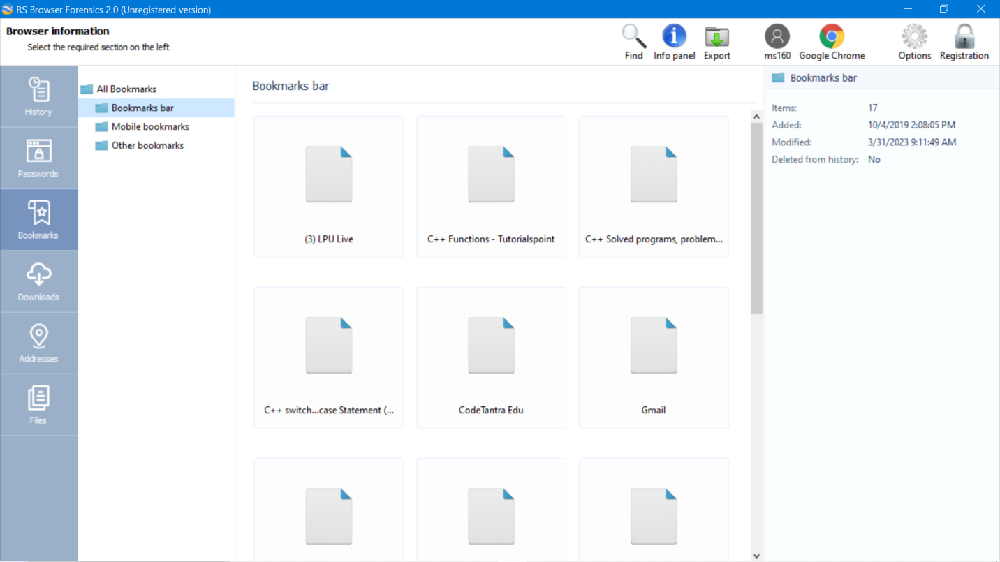 RS Browser Forensics 2.0 (Unregistered version)
Browser information
Select the required section on the left
Find
Info panel
Export
ms160
Google Chrome
Options
Registration
History
Passwords
Bookmarks
Downloads
Addresses
Files
All Bookmarks
Bookmarks bar
Mobile bookmarks
Other bookmarks
Bookmarks bar
(3) LPU Live
C++ Functions - Tutorialspoint
C++ Solved programs, problem...
C++ switch...case Statement (...
CodeTantra Edu
Gmail
Bookmarks bar
Items: 17
Added: 10/4/2019 2:08:05 PM
Modified: 3/31/2023 9:11:49 AM
Deleted from history: No